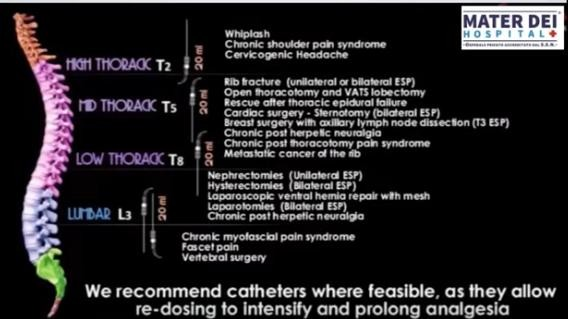 MATER DEI
HOSPITAL
OSPEDALE PRIVATO ACCREDITATO DAL S.S.N.
Whiplash
Chronic shoulder pain syndrome
Cervicogenic Headache
HIGH THORACIC T2
20 ml
Rib fracture (unilateral or bilateral ESP)
Open thoracotomy and VATS lobectomy
Rescue after thoracic epidural failure
Cardiac surgery - Sternotomy (bilateral ESP)
Breast surgery with axillary lymph node dissection (T3 ESP)
Chronic post herpetic neuralgia
Chronic post thoracotomy pain syndrome
Metastatic cancer of the rib
MID THORACIC T5
20 ml
LOW THORACIC T8
20 ml
Nephrectomies (Unilateral ESP)
Hysterectomies (Bilateral ESP)
Laparoscopic ventral hernia repair with mesh
Laparotomies (Bilateral ESP)
Chronic post herpetic neuralgia
LUMBAR L3
20 ml
Chronic myofascial pain syndrome
Fascet pain
Vertebral surgery
We recommend catheters where feasible, as they allow
re-dosing to intensify and prolong analgesia